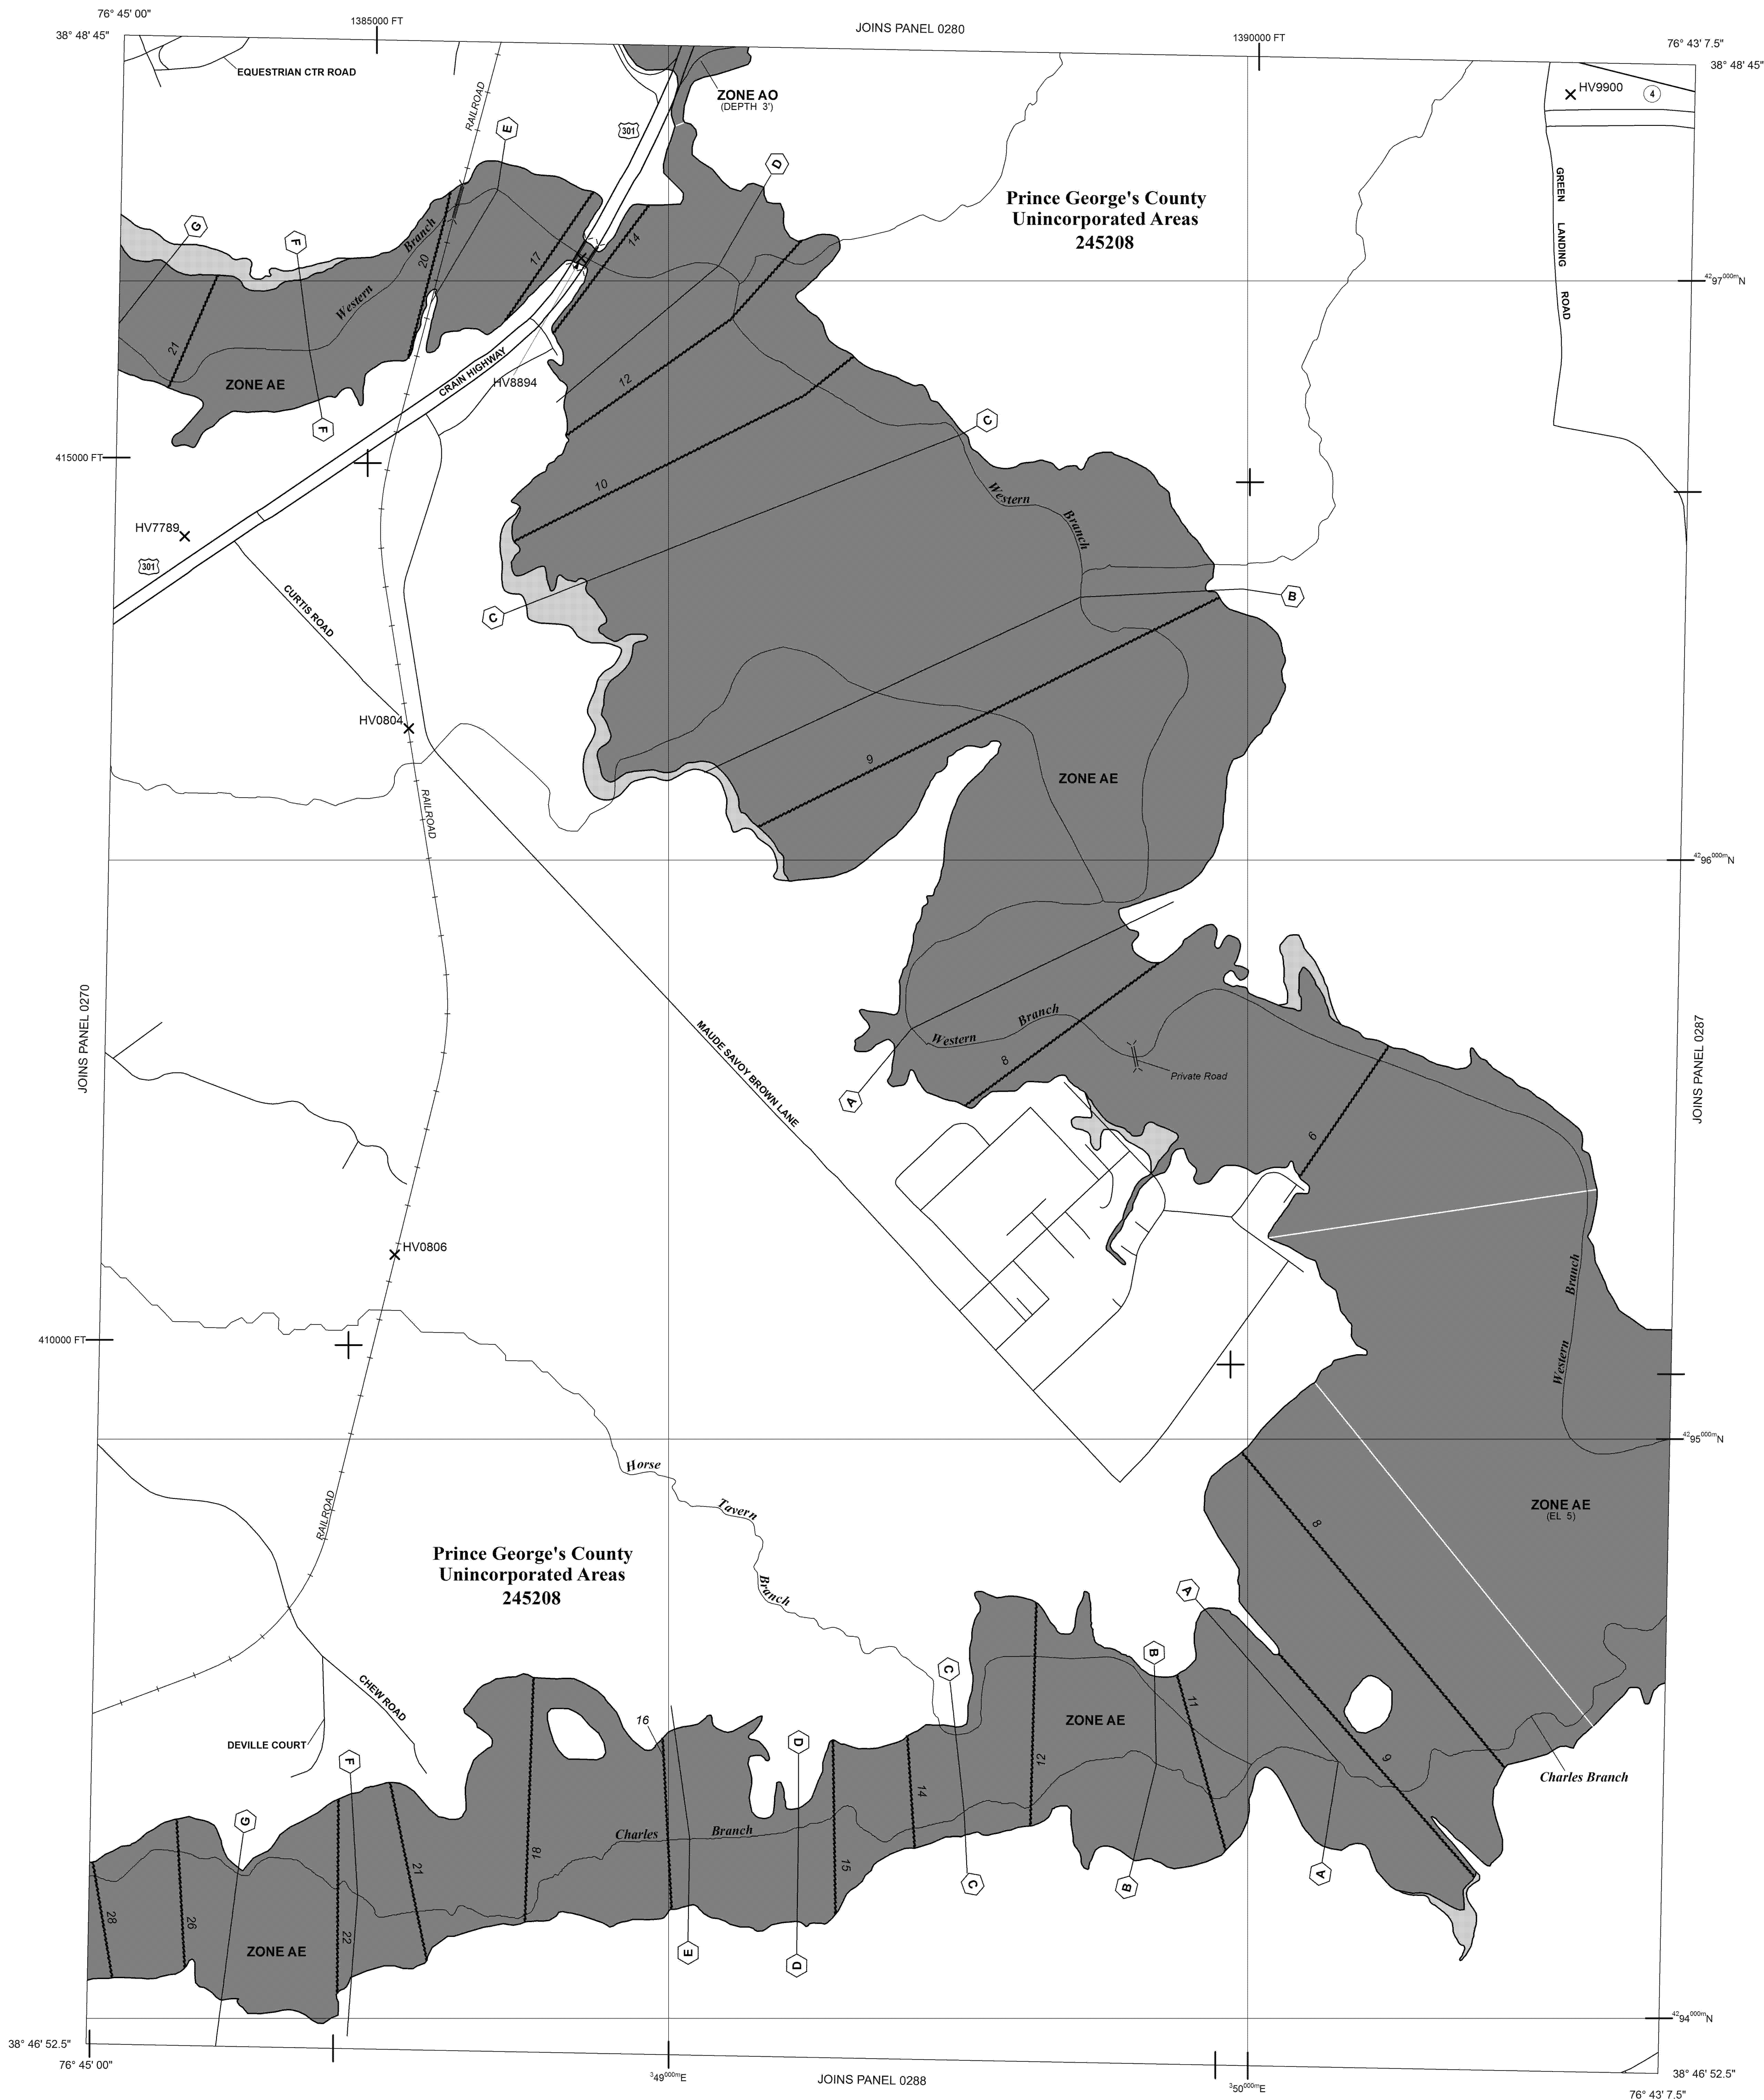 76° 45' 00"
1385000 FT
JOINS PANEL 0280
1390000 FT
76° 43' 7.5"
38° 48' 45"
38° 48' 45"
EQUESTRIAN CTR ROAD
RAILROAD
E
301
ZONE AO
(DEPTH 3')
HV9900
4
D
Prince George's County
Unincorporated Areas
245208
GREEN LANDING ROAD
G
F
Western Branch
20
17
14
4297000mN
21
ZONE AE
F
CRAIN HIGHWAY
HV8894
12
C
415000 FT
10
Western Branch
HV7789
301
CURTIS ROAD
C
B
HV0804
RAILROAD
9
ZONE AE
4296000mN
JOINS PANEL 0270
MAUDE SAVOY BROWN LANE
Western Branch
8
Private Road
A
6
JOINS PANEL 0287
HV0806
Western Branch
410000 FT
4295000mN
Horse Tavern Branch
RAILROAD
8
ZONE AE
(EL 5)
Prince George's County
Unincorporated Areas
245208
A
B
C
11
ZONE AE
12
CHEW ROAD
DEVILLE COURT
16
D
F
9
Charles Branch
14
G
Charles Branch
18
15
21
C
B
A
28
26
22
ZONE AE
E
D
4294000mN
38° 46' 52.5"
76° 45' 00"
349000mE
JOINS PANEL 0288
350000mE
38° 46' 52.5"
76° 43' 7.5"